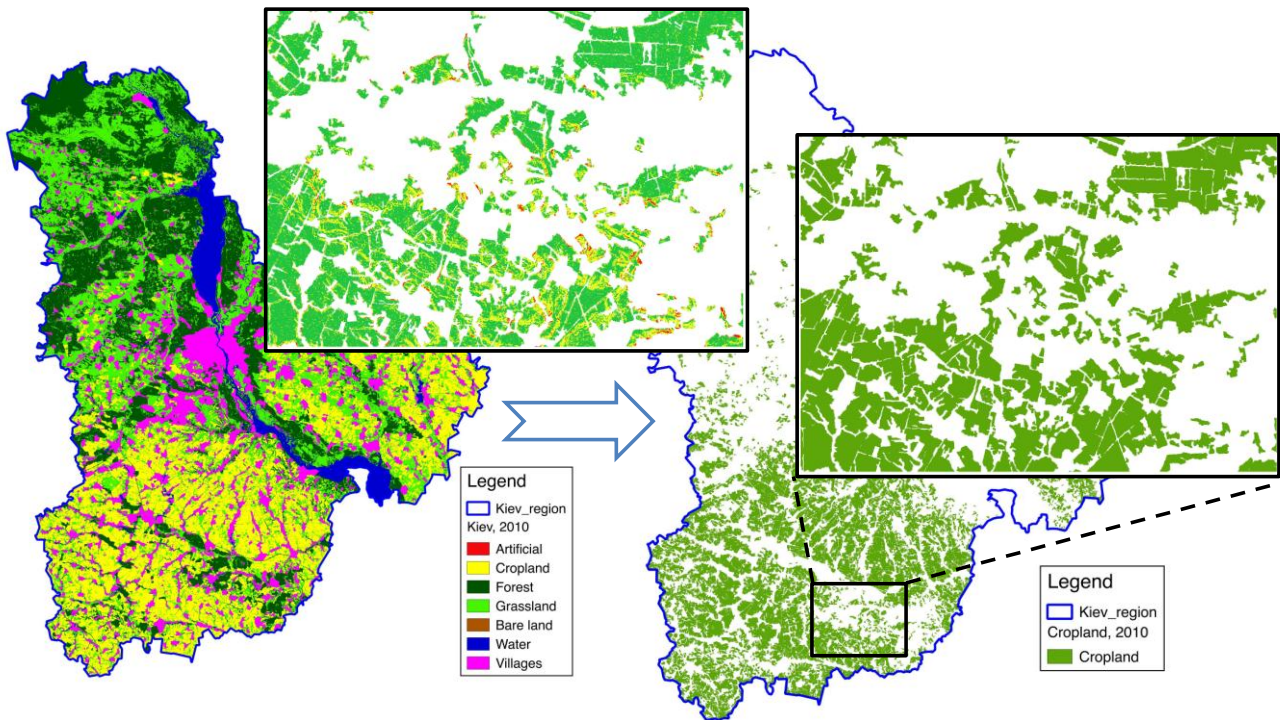 Legend
Kiev_region
Kiev, 2010
Artificial
Cropland
Forest
Grassland
Bare land
Water
Villages
Legend
Kiev_region
Cropland, 2010
Cropland